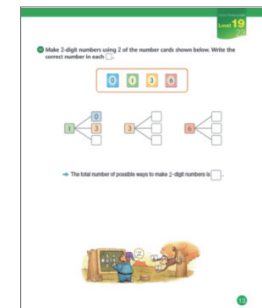 Level 19
Make 2-digit numbers using 2 of the number cards shown below. Write the
correct number in each □.
0 1 3 6
0
1 3 3 6
➔ The total number of possible ways to make 2-digit numbers is □.